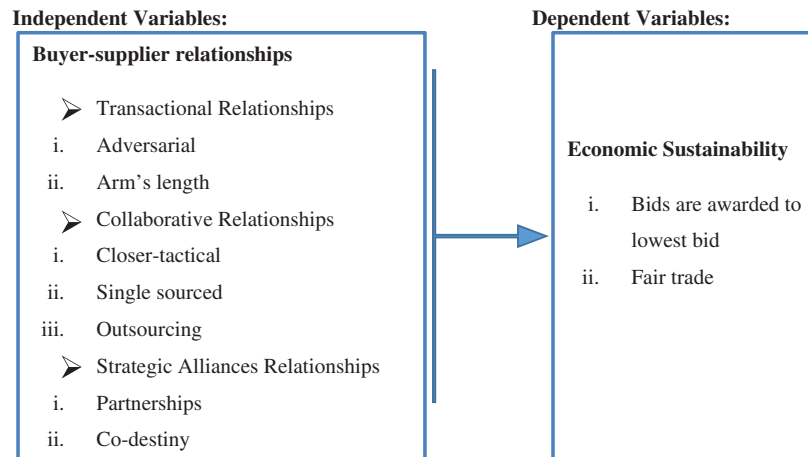 Independent Variables:
Buyer-supplier relationships
Transactional Relationships
i. Adversarial
ii. Arm's length
Collaborative Relationships
i. Closer-tactical
ii. Single sourced
iii. Outsourcing
Strategic Alliances Relationships
i. Partnerships
ii. Co-destiny
Dependent Variables:
Economic Sustainability
i. Bids are awarded to
lowest bid
ii. Fair trade